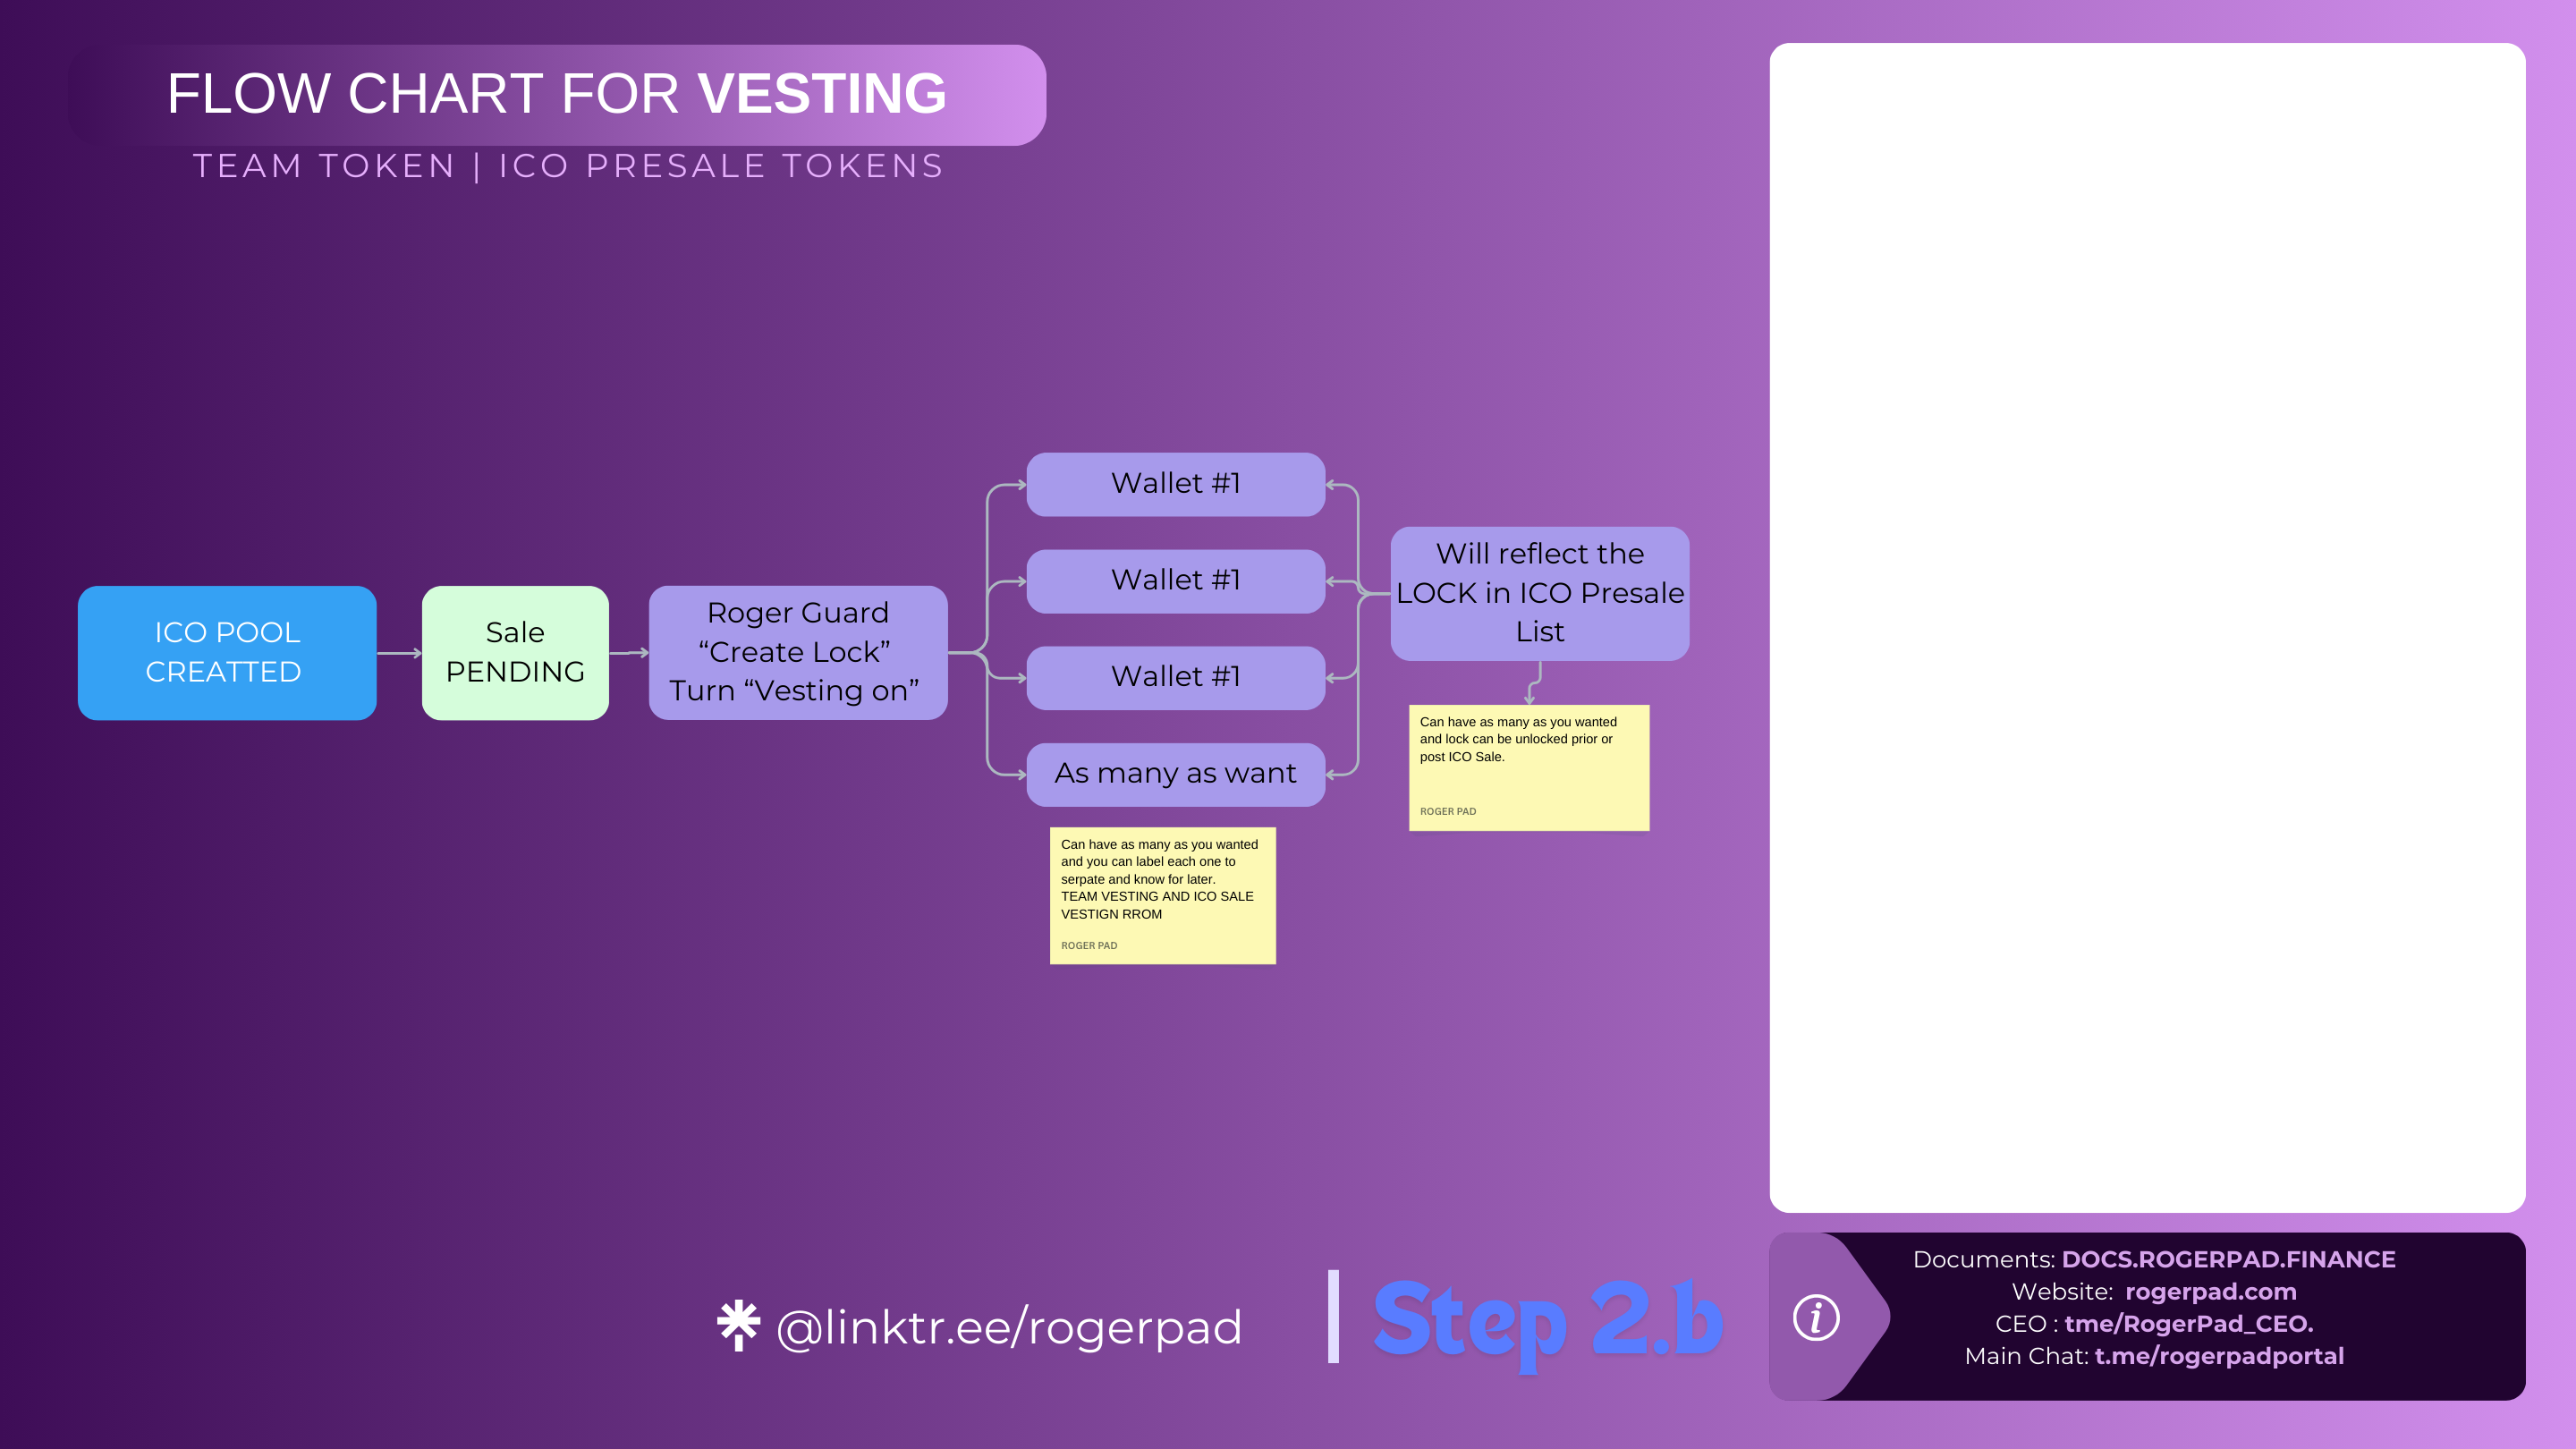 FLOW CHART FOR VESTING
TEAM TOKEN | ICO PRESALE TOKENS
ICO POOL
CREATTED
Sale
PENDING
Roger Guard
“Create Lock”
Turn “Vesting on”
Wallet #1
Wallet #1
Wallet #1
As many as want
Can have as many as you wanted
and you can label each one to
serpate and know for later.
TEAM VESTING AND ICO SALE
VESTIGN RROM
ROGER PAD
Will reflect the
LOCK in ICO Presale
List
Can have as many as you wanted
and lock can be unlocked prior or
post ICO Sale.
ROGER PAD
@linktr.ee/rogerpad
Step 2.b
Documents: DOCS.ROGERPAD.FINANCE
Website: rogerpad.com
CEO : tme/RogerPad_CEO.
Main Chat: t.me/rogerpadportal